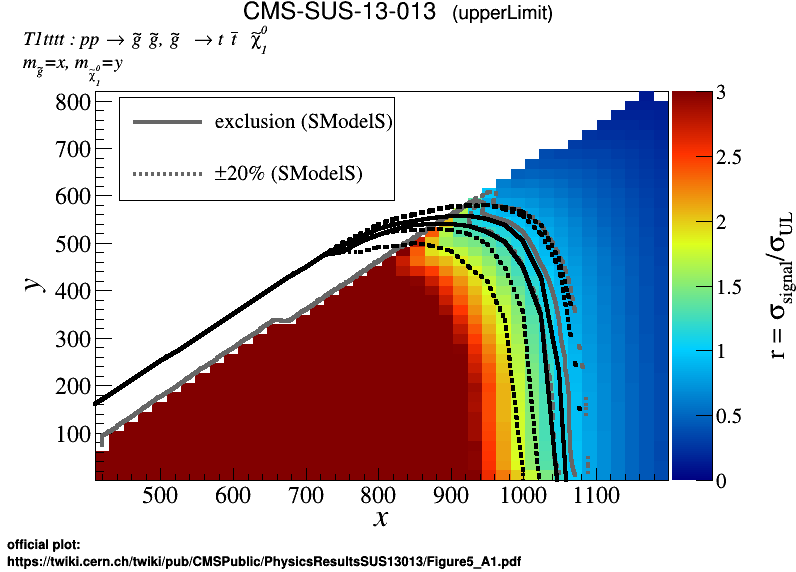 CMS-SUS-13-013 (upperLimit)
T1tttt : pp → g̃ g̃, g̃ → t t̄ χ̃₁⁰
m_g̃=x, m_χ̃₁⁰=y
exclusion (SModelS)
±20% (SModelS)
800
700
600
500
400
300
200
100
y
500 600 700 800 900 1000 1100
x
3
2.5
2
1.5
1
0.5
0
r = σ_signal/σ_UL
official plot:
https://twiki.cern.ch/twiki/pub/CMSPublic/PhysicsResultsSUS13013/Figure5_A1.pdf